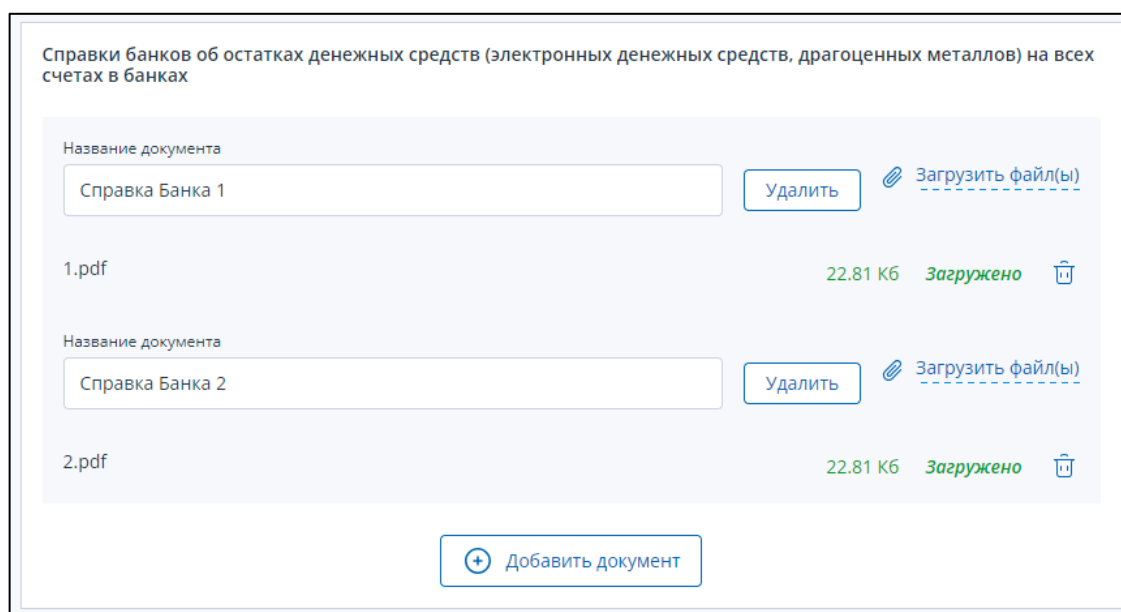 Справки банков об остатках денежных средств (электронных денежных средств, драгоценных металлов) на всех
счетах в банках
Название документа
Справка Банка 1
Удалить
Загрузить файл(ы)
1.pdf
22.81 Кб
Загружено
Название документа
Справка Банка 2
Удалить
Загрузить файл(ы)
2.pdf
22.81 Кб
Загружено
Добавить документ